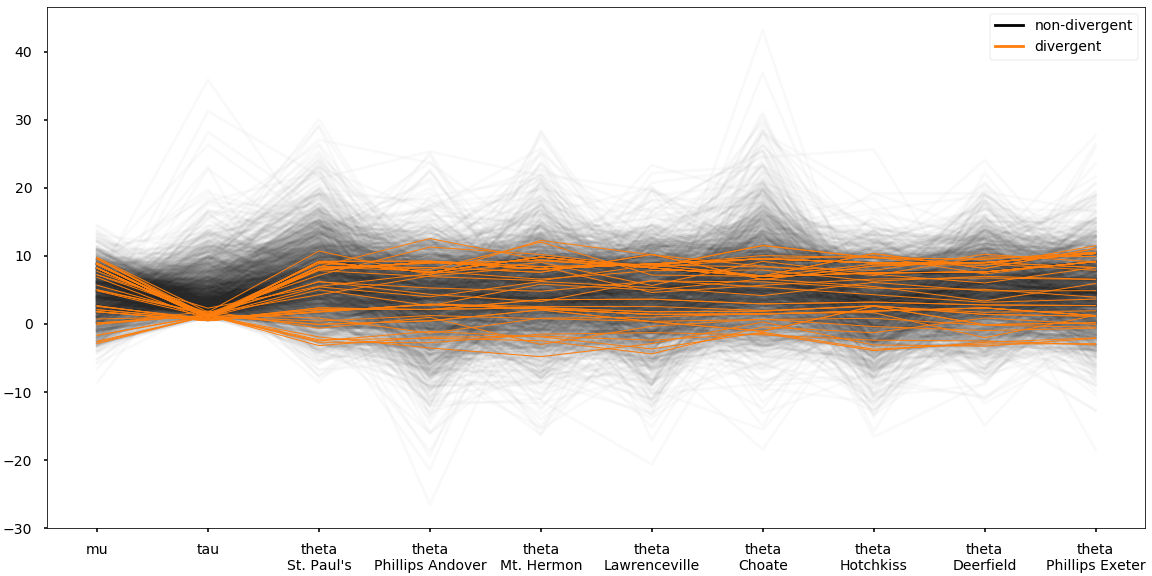 non-divergent
divergent
40
30
20
10
0
−10
−20
−30
mu tau theta theta theta theta theta theta theta theta
St. Paul's Phillips Andover Mt. Hermon Lawrenceville Choate Hotchkiss Deerfield Phillips Exeter